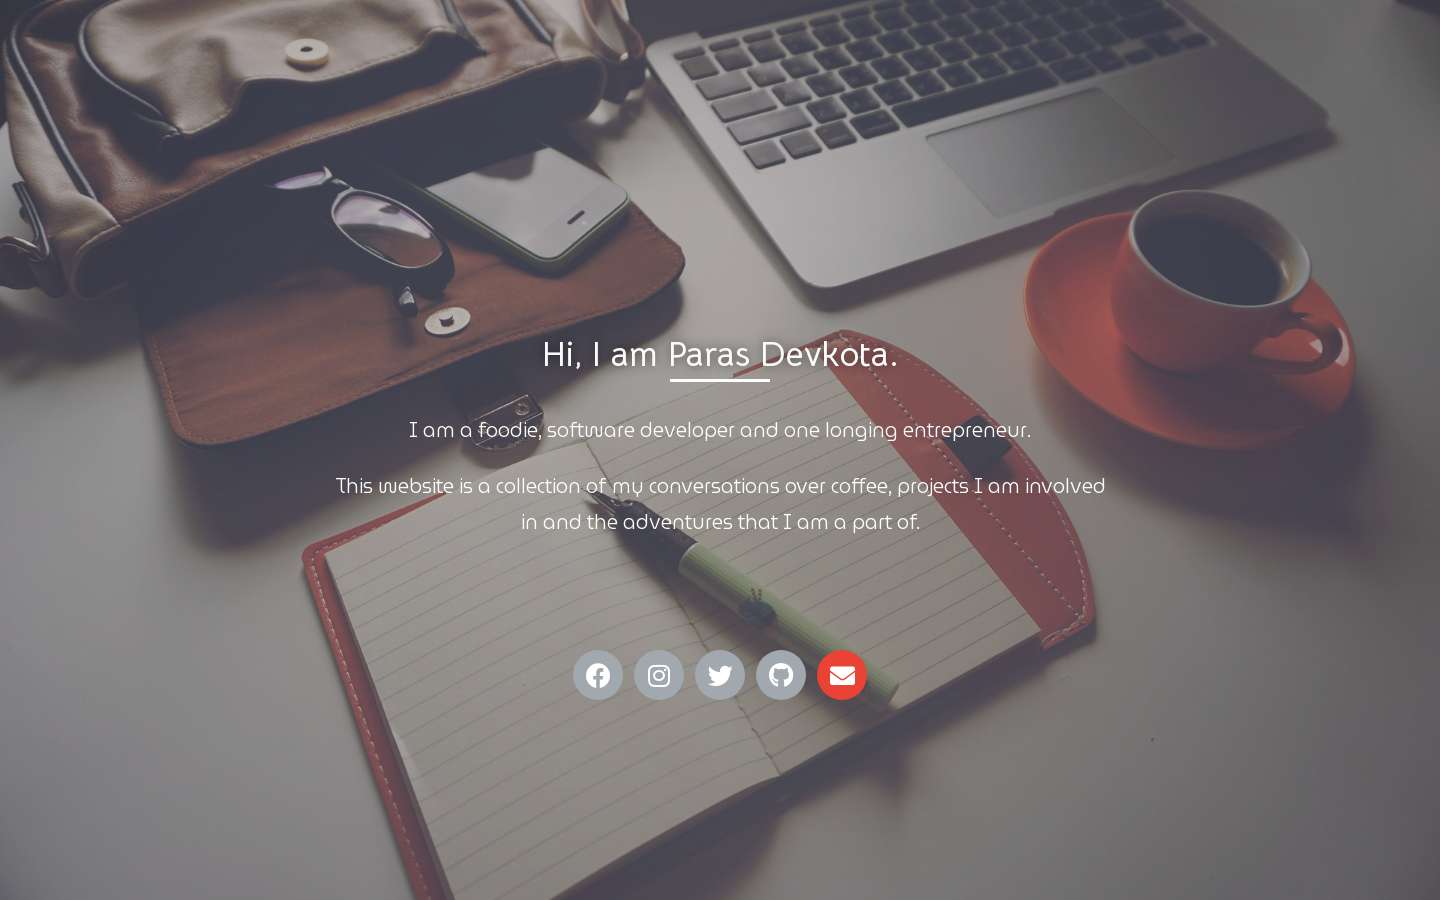 Hi, I am Paras Devkota.
I am a foodie, software developer and one longing entrepreneur.
This website is a collection of my conversations over coffee, projects I am involved
in and the adventures that I am a part of.